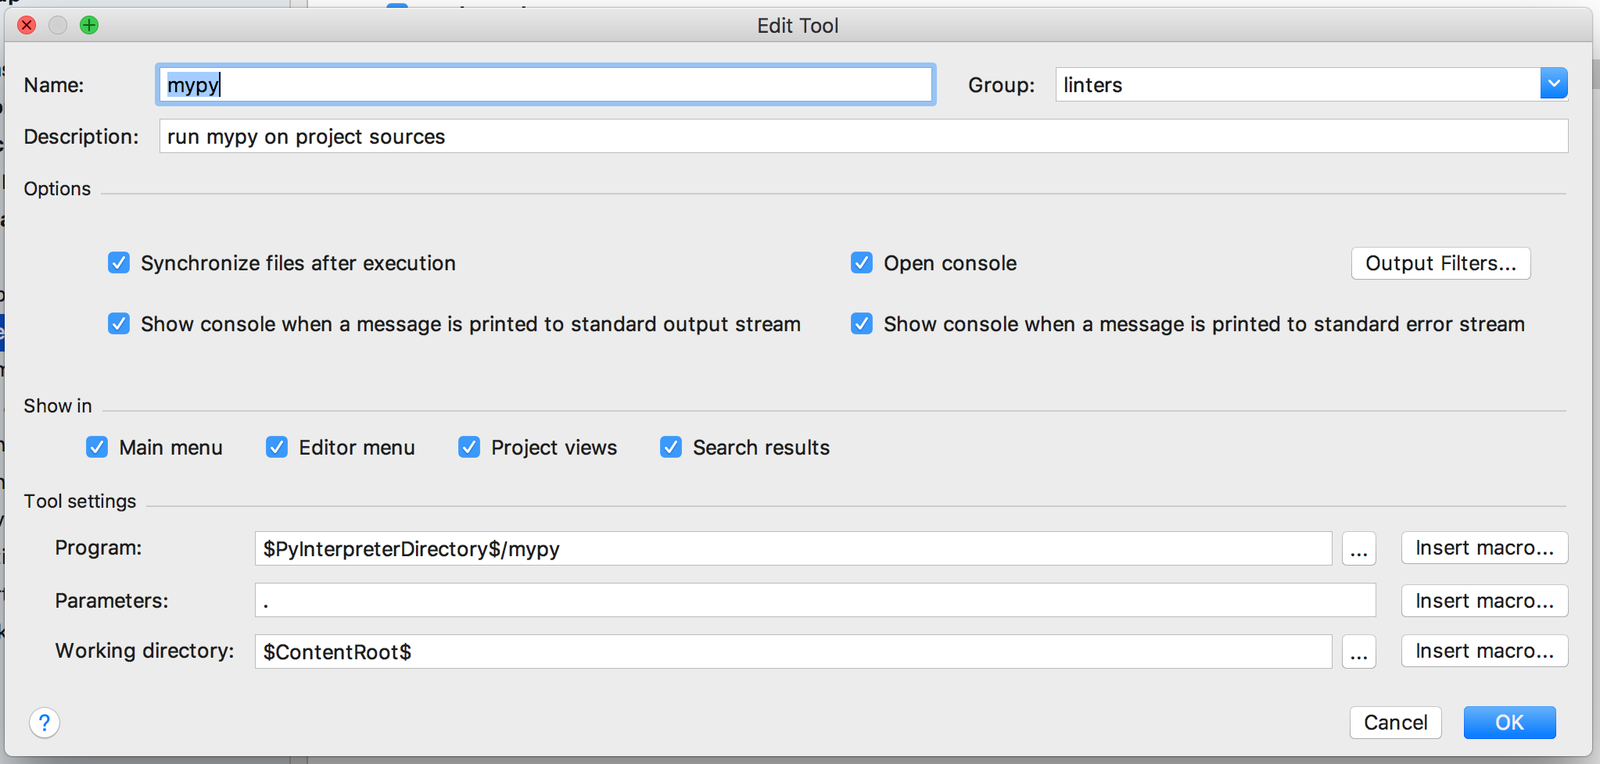 Edit Tool
Name: mypy Group: linters
Description: run mypy on project sources
Options
Synchronize files after execution Open console Output Filters...
Show console when a message is printed to standard output stream Show console when a message is printed to standard error stream
Show in
Main menu Editor menu Project views Search results
Tool settings
Program: $PyInterpreterDirectory$/mypy ... Insert macro...
Parameters: . Insert macro...
Working directory: $ContentRoot$ ... Insert macro...
? Cancel OK